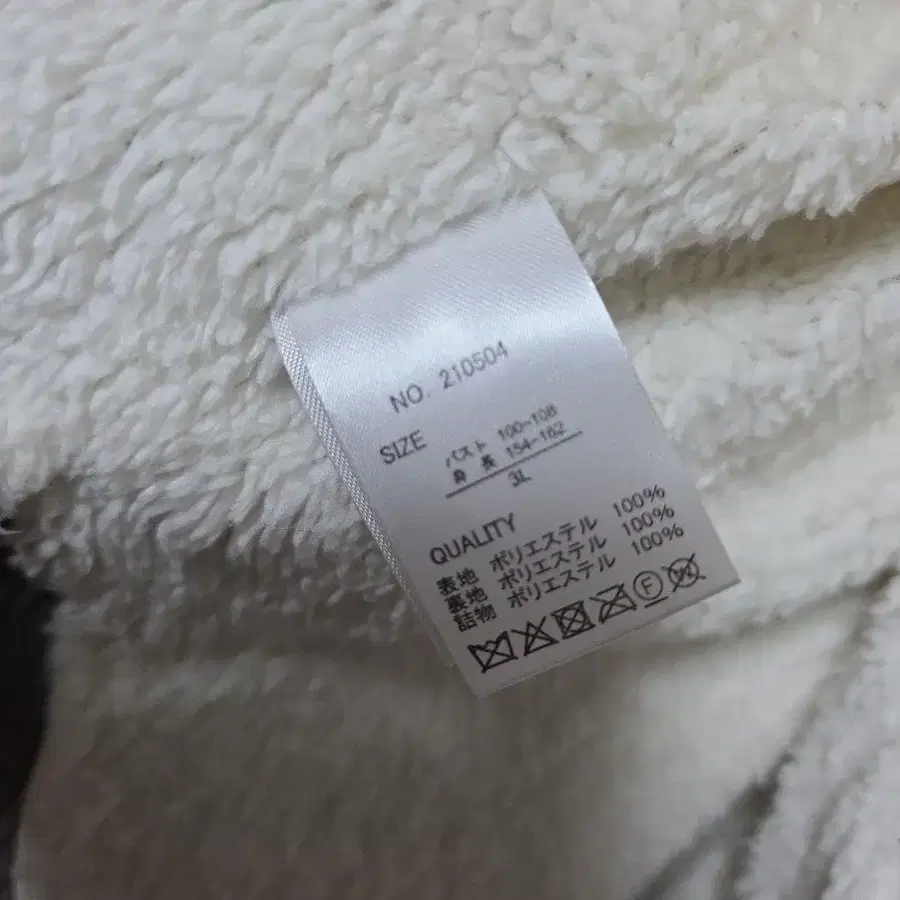 NO. 210504
SIZE
バスト 100-108
身長 154-162
3L
QUALITY
表地 ポリエステル 100%
裏地 ポリエステル 100%
詰物 ポリエステル 100%
F W